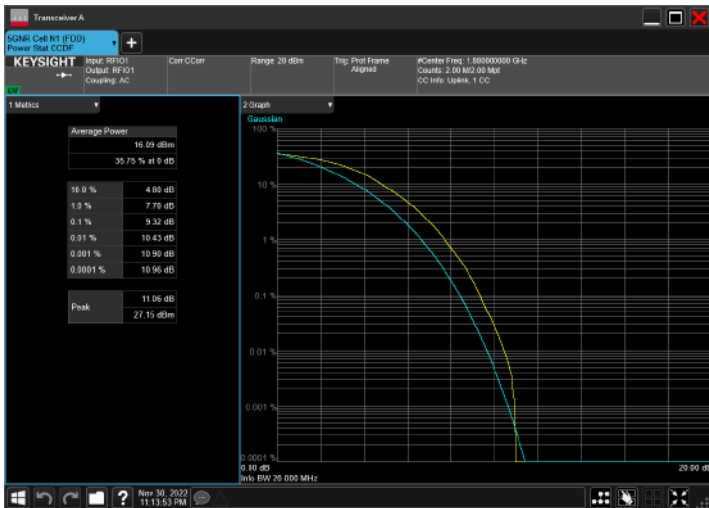 Transceiver A
5GNR Cell N1 (FDD)
Power Stat CCDF
KEYSIGHT
Input: RFIO1
Output: RFIO1
Coupling: AC
Corr CCorr
Range: 20 dBm
Trig: Prot Frame
Aligned
#Center Freq: 1.880000000 GHz
Counts: 2.00 M/2.00 Mpt
CC Info: Uplink, 1 CC
1 Metrics
Average Power
16.09 dBm
35.75 % at 0 dB
10.0 % 4.80 dB
1.0 % 7.70 dB
0.1 % 9.32 dB
0.01 % 10.43 dB
0.001 % 10.90 dB
0.0001 % 10.96 dB
Peak
11.06 dB
27.15 dBm
2 Graph
Gaussian
100 %
10 %
1 %
0.1 %
0.01 %
0.001 %
0.0001 %
0.00 dB
20.00 dB
Info BW 20.000 MHz
?
Nov 30, 2022
11:13:53 PM